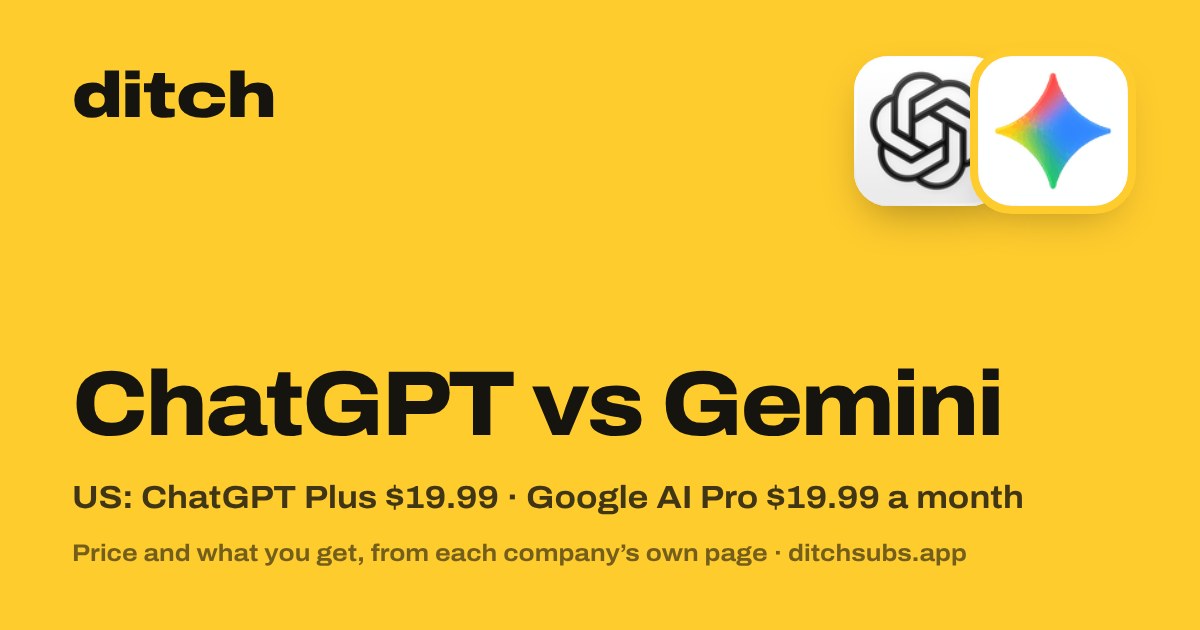 ditch
ChatGPT vs Gemini
US: ChatGPT Plus $19.99 · Google AI Pro $19.99 a month
Price and what you get, from each company’s own page · ditchsubs.app